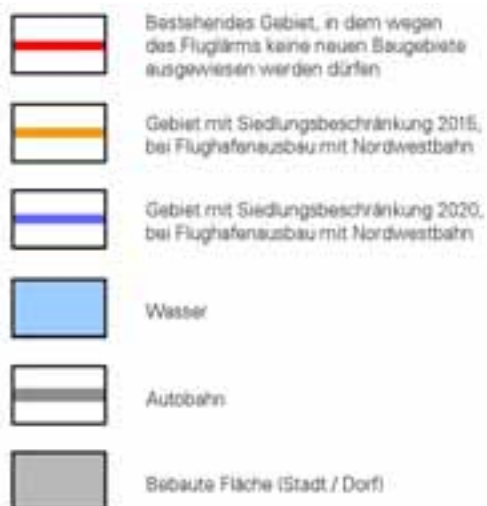 Bestehendes Gebiet, in dem wegen
des Fluglärms keine neuen Baugebiete
ausgewiesen werden dürfen
Gebiet mit Siedlungsbeschränkung 2015,
bei Flughafenausbau mit Nordwestbahn
Gebiet mit Siedlungsbeschränkung 2020,
bei Flughafenausbau mit Nordwestbahn
Wasser
Autobahn
Bebaute Fläche (Stadt / Dorf)